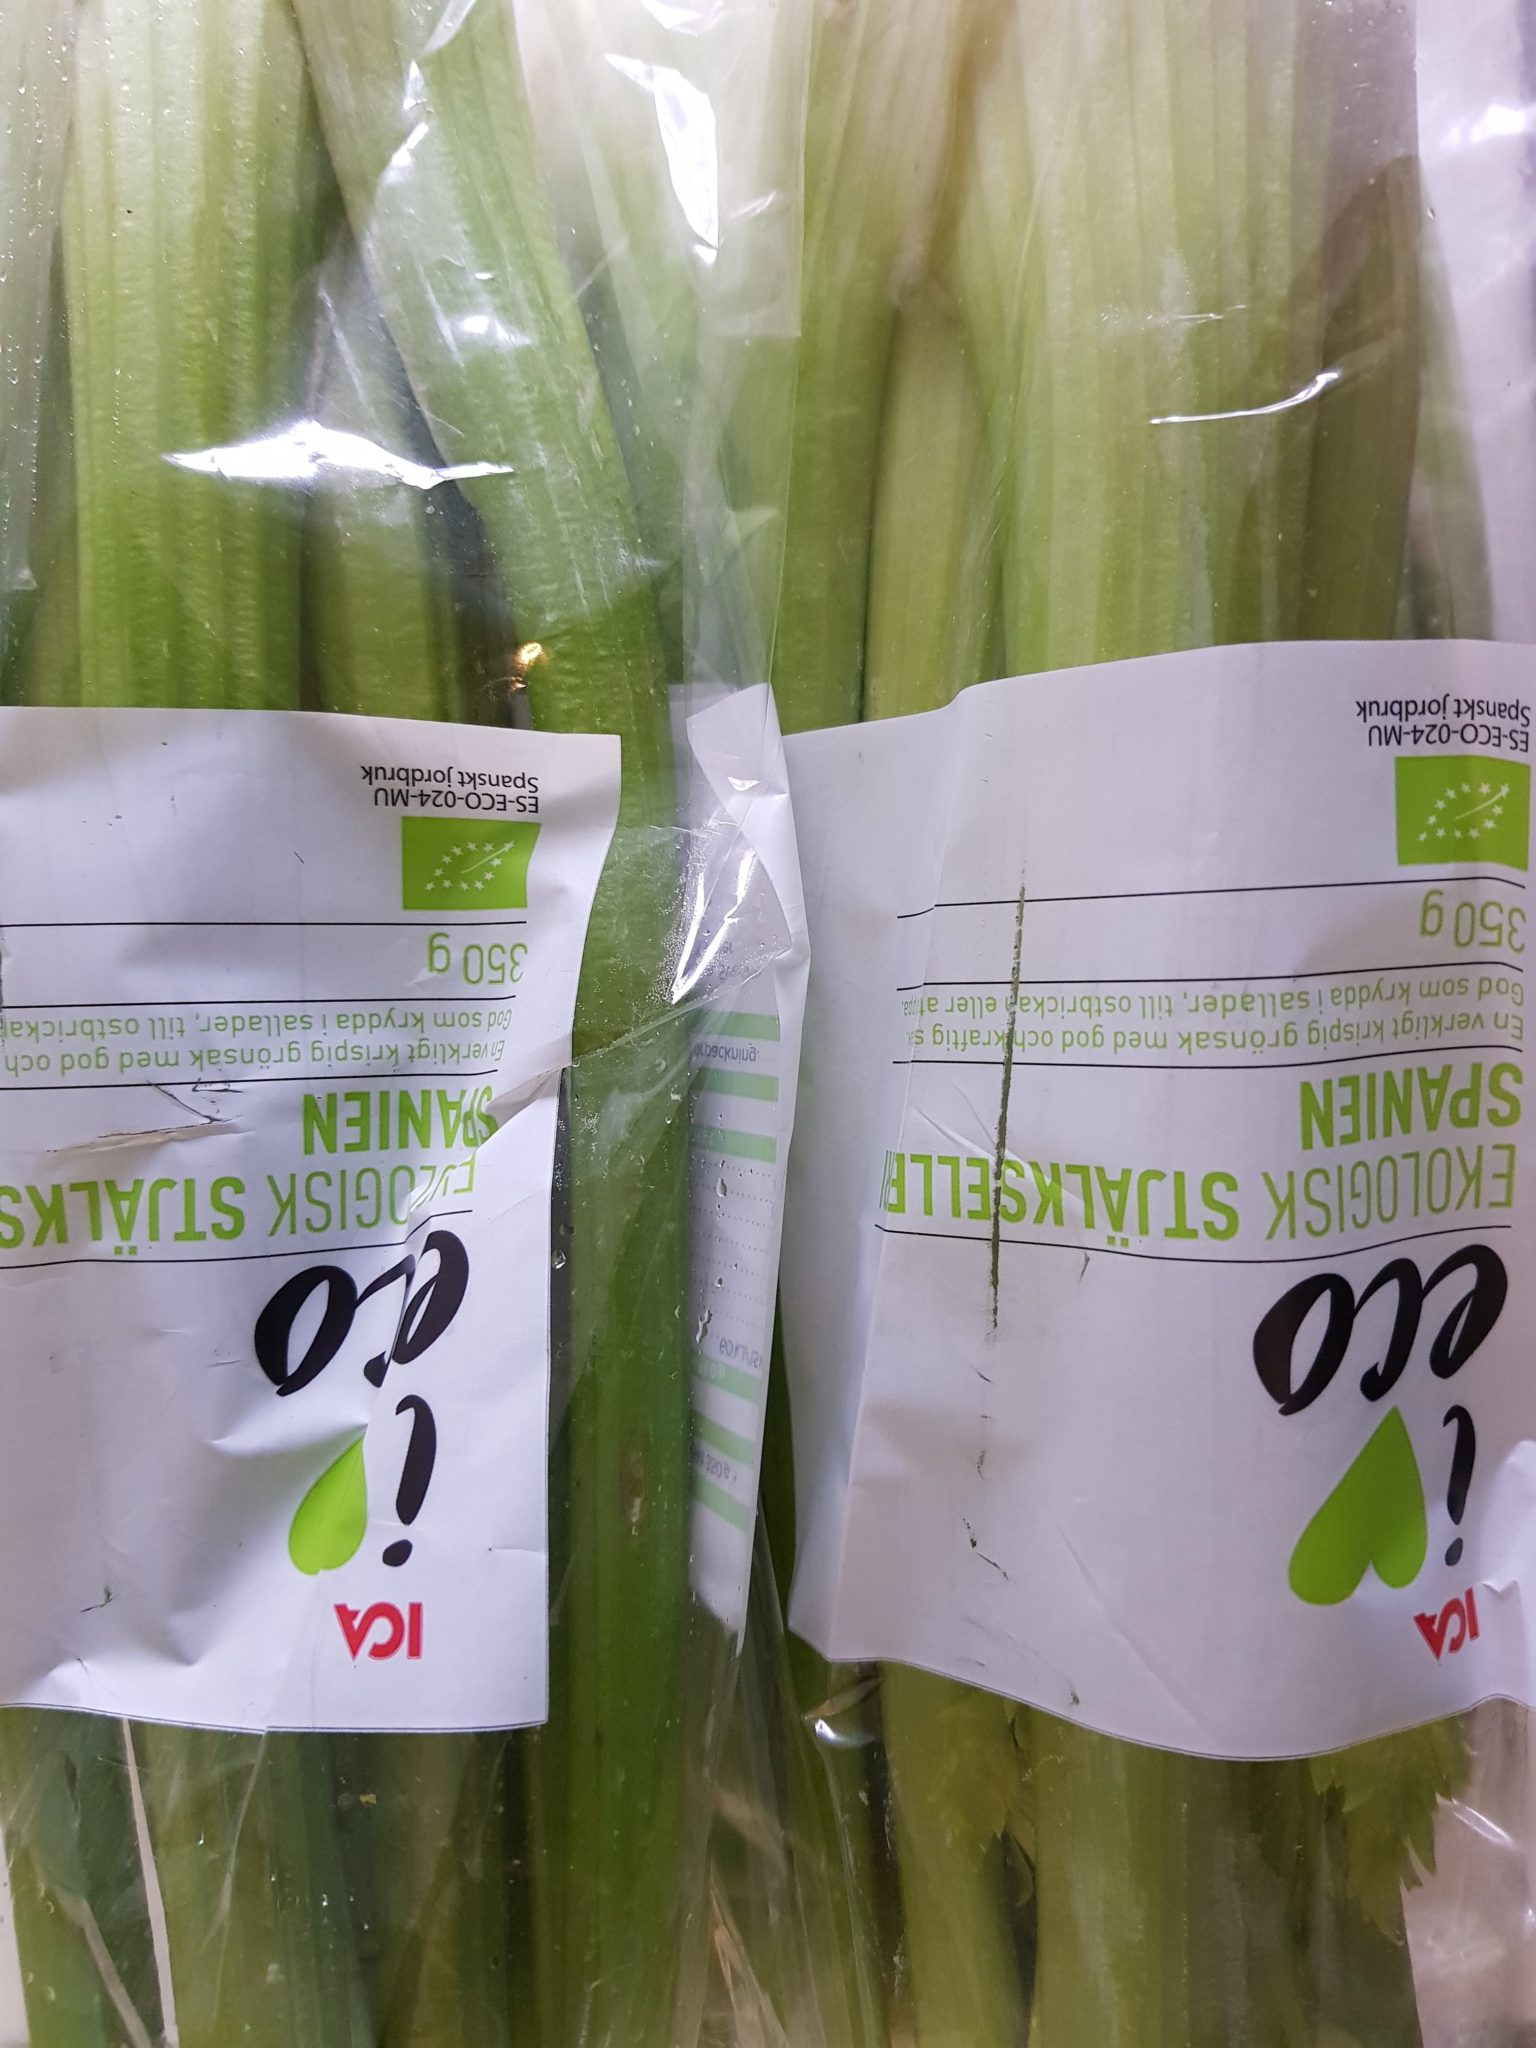 ICA
i
eco
EKOLOGISK STJÄLKS
SPANIEN
En verkligt krispig grönsak med god och
God som krydda i sallader, till ostbricka
350 g
ES-ECO-024-MU
Spanskt jordbruk
ICA
i
eco
EKOLOGISK STJÄLKSELLERI
SPANIEN
En verkligt krispig grönsak med god och kraftig
God som krydda i sallader, till ostbrickan eller
350 g
ES-ECO-024-MU
Spanskt jordbruk